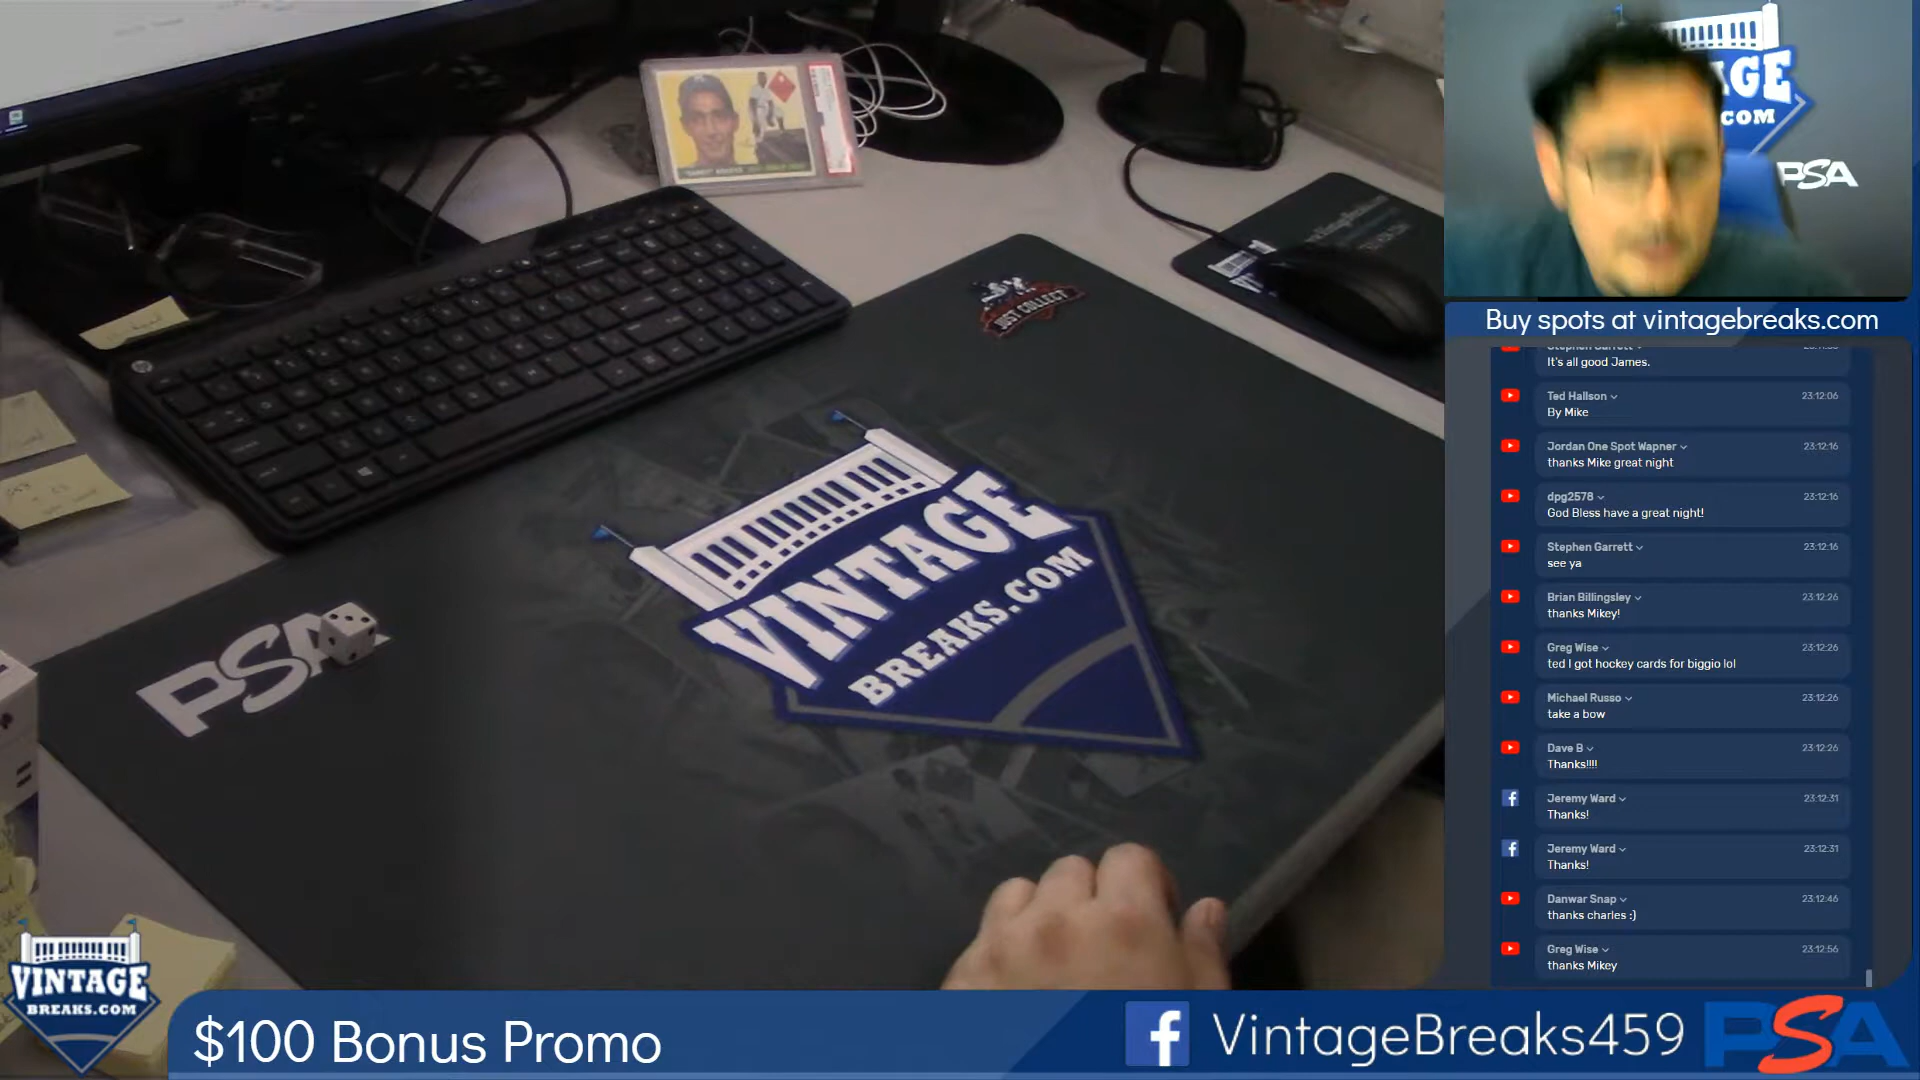 AGE
COM
PSA
JUST COLLECT
Buy spots at vintagebreaks.com
Stephen Garrett
It's all good James.
Ted Hallson 23:12:06
By Mike
Jordan One Spot Wapner 23:12:16
thanks Mike great night
dpg2578 23:12:16
God Bless have a great night!
Stephen Garrett 23:12:16
see ya
Brian Billingsley 23:12:26
thanks Mikey!
Greg Wise 23:12:26
ted I got hockey cards for biggio lol
Michael Russo 23:12:26
take a bow
Dave B 23:12:26
Thanks!!!!
Jeremy Ward 23:12:31
Thanks!
Jeremy Ward 23:12:31
Thanks!
Danwar Snap 23:12:46
thanks charles :)
Greg Wise 23:12:56
thanks Mikey
VINTAGE
BREAKS.COM
PSA
VINTAGE
BREAKS.COM
$100 Bonus Promo
VintageBreaks459
PSA